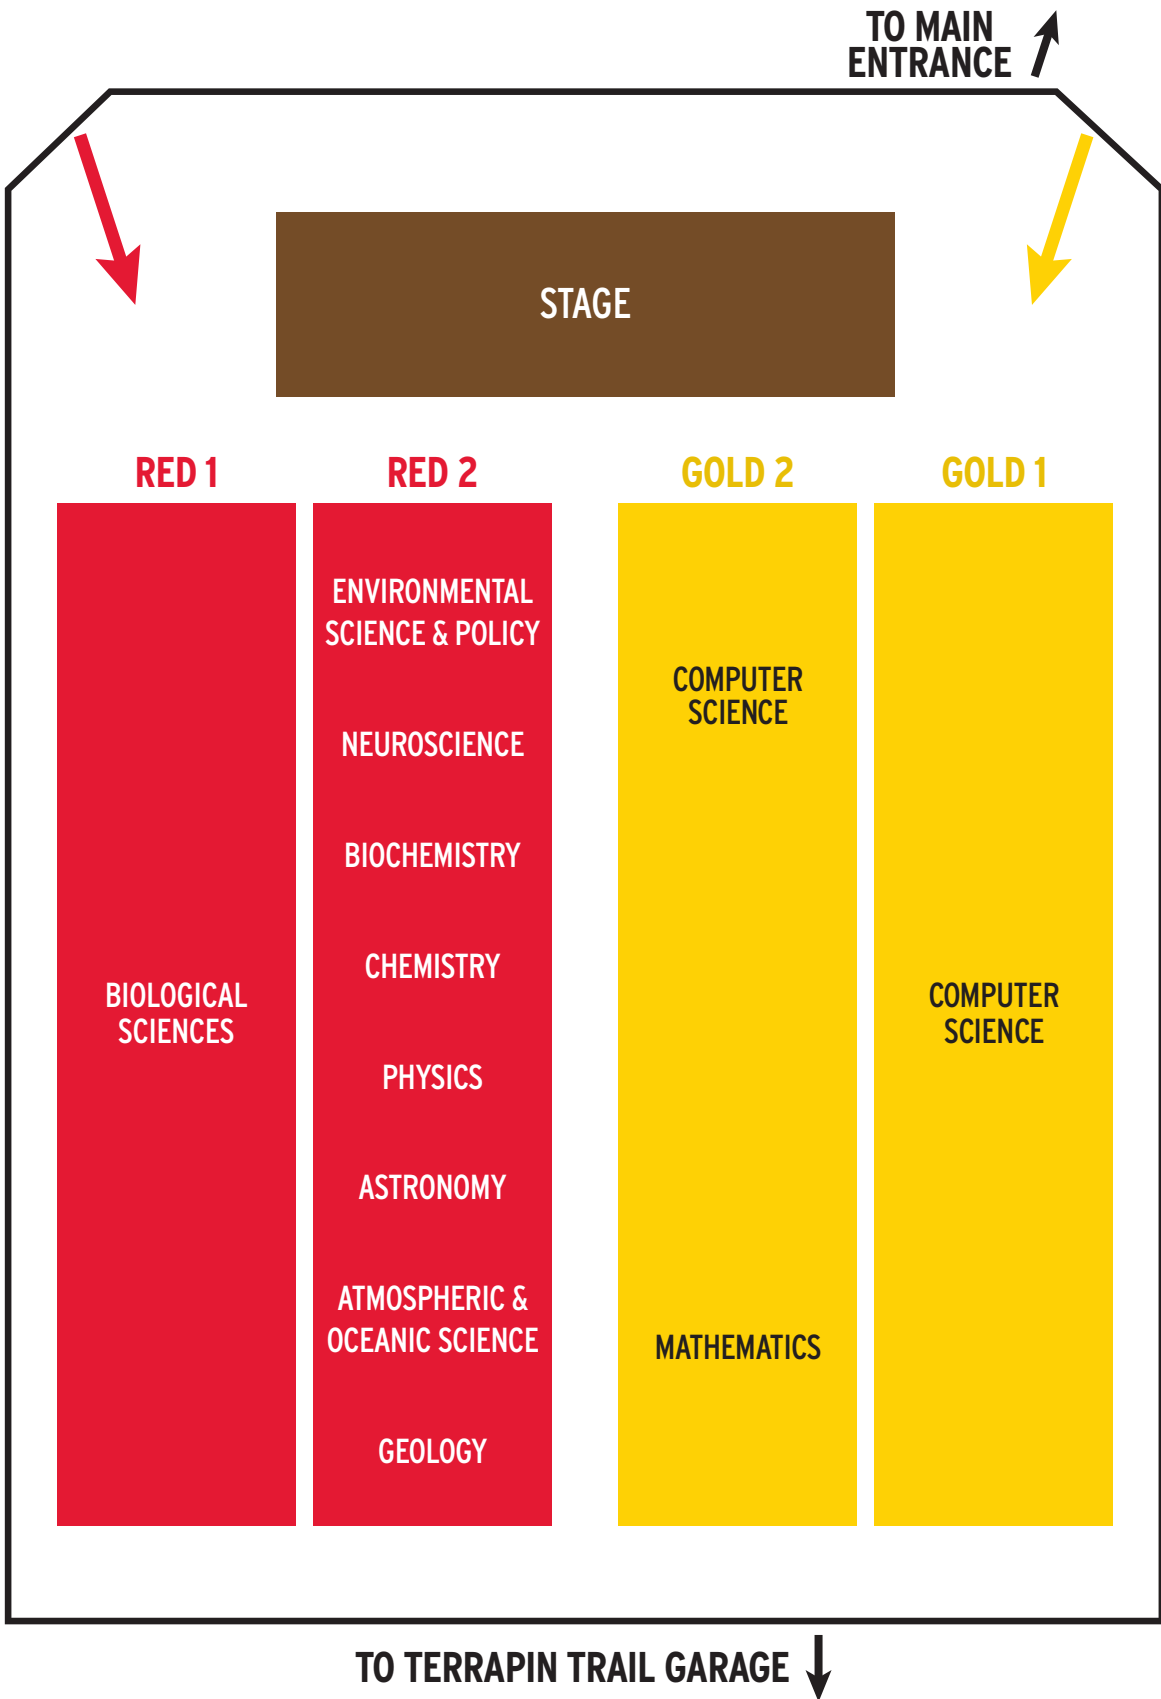 TO MAIN
ENTRANCE
STAGE
RED 1
RED 2
GOLD 2
GOLD 1
BIOLOGICAL
SCIENCES
ENVIRONMENTAL
SCIENCE & POLICY
NEUROSCIENCE
BIOCHEMISTRY
CHEMISTRY
PHYSICS
ASTRONOMY
ATMOSPHERIC &
OCEANIC SCIENCE
GEOLOGY
COMPUTER
SCIENCE
MATHEMATICS
COMPUTER
SCIENCE
TO TERRAPIN TRAIL GARAGE